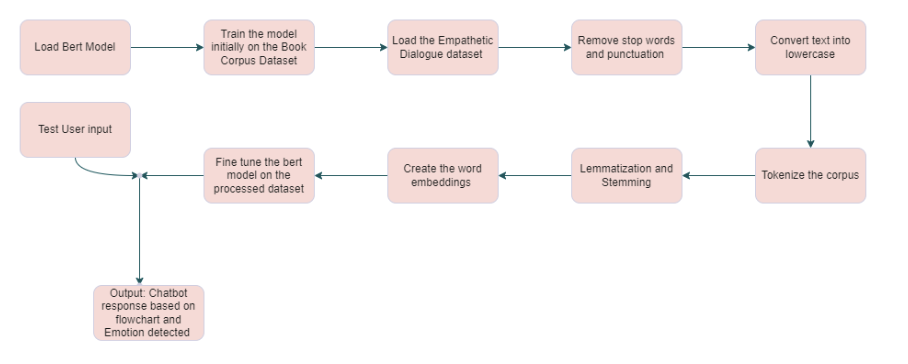 Load Bert Model
Train the model
initially on the Book
Corpus Dataset
Load the Empathetic
Dialogue dataset
Remove stop words
and punctuation
Convert text into
lowercase
Test User input
Fine tune the bert
model on the
processed dataset
Create the word
embeddings
Lemmatization and
Stemming
Tokenize the corpus
Output: Chatbot
response based on
flowchart and
Emotion detected